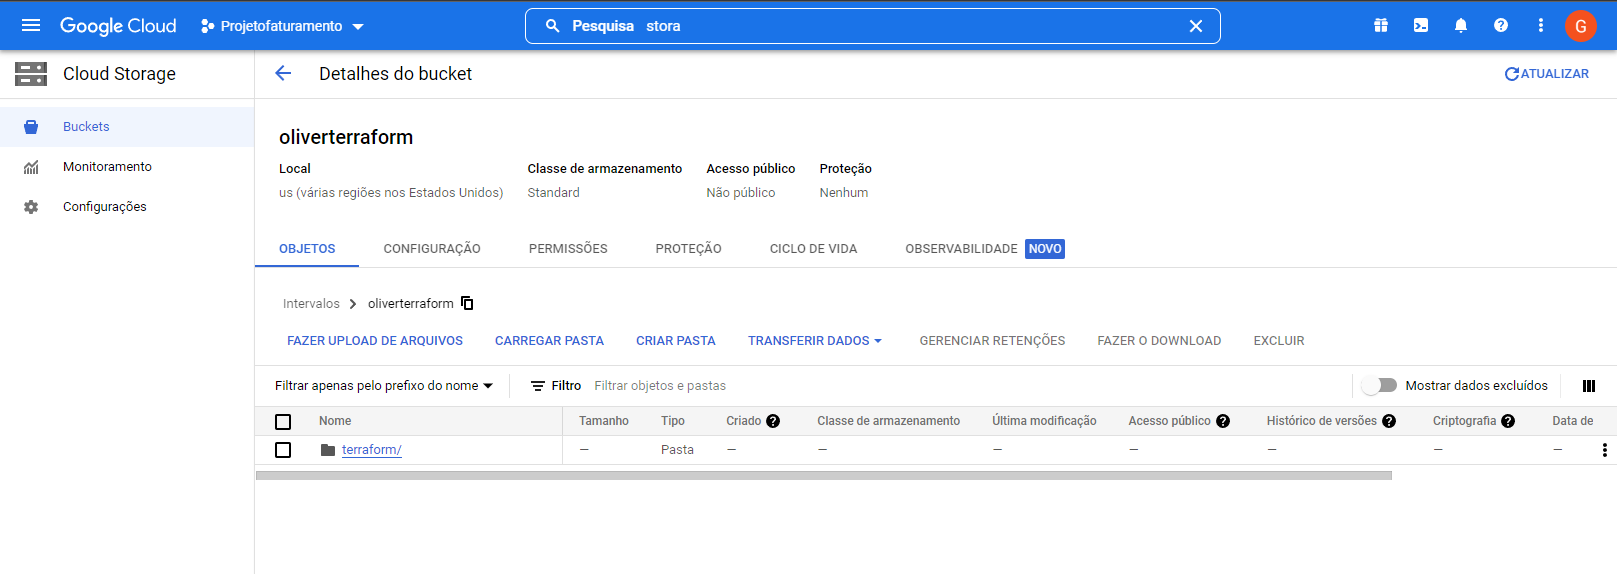 Google Cloud Projetofaturamento Pesquisa stora G
Cloud Storage
Detalhes do bucket
ATUALIZAR
Buckets
Monitoramento
Configurações
oliverterraform
Local Classe de armazenamento Acesso público Proteção
us (várias regiões nos Estados Unidos) Standard Não público Nenhum
OBJETOS CONFIGURAÇÃO PERMISSÕES PROTEÇÃO CICLO DE VIDA OBSERVABILIDADE NOVO
Intervalos > oliverterraform
FAZER UPLOAD DE ARQUIVOS CARREGAR PASTA CRIAR PASTA TRANSFERIR DADOS GERENCIAR RETENÇÕES FAZER O DOWNLOAD EXCLUIR
Filtrar apenas pelo prefixo do nome Filtro Filtrar objetos e pastas Mostrar dados excluídos
Nome Tamanho Tipo Criado ? Classe de armazenamento Última modificação Acesso público ? Histórico de versões ? Criptografia ? Data de
terraform/ — Pasta — — — — — — —